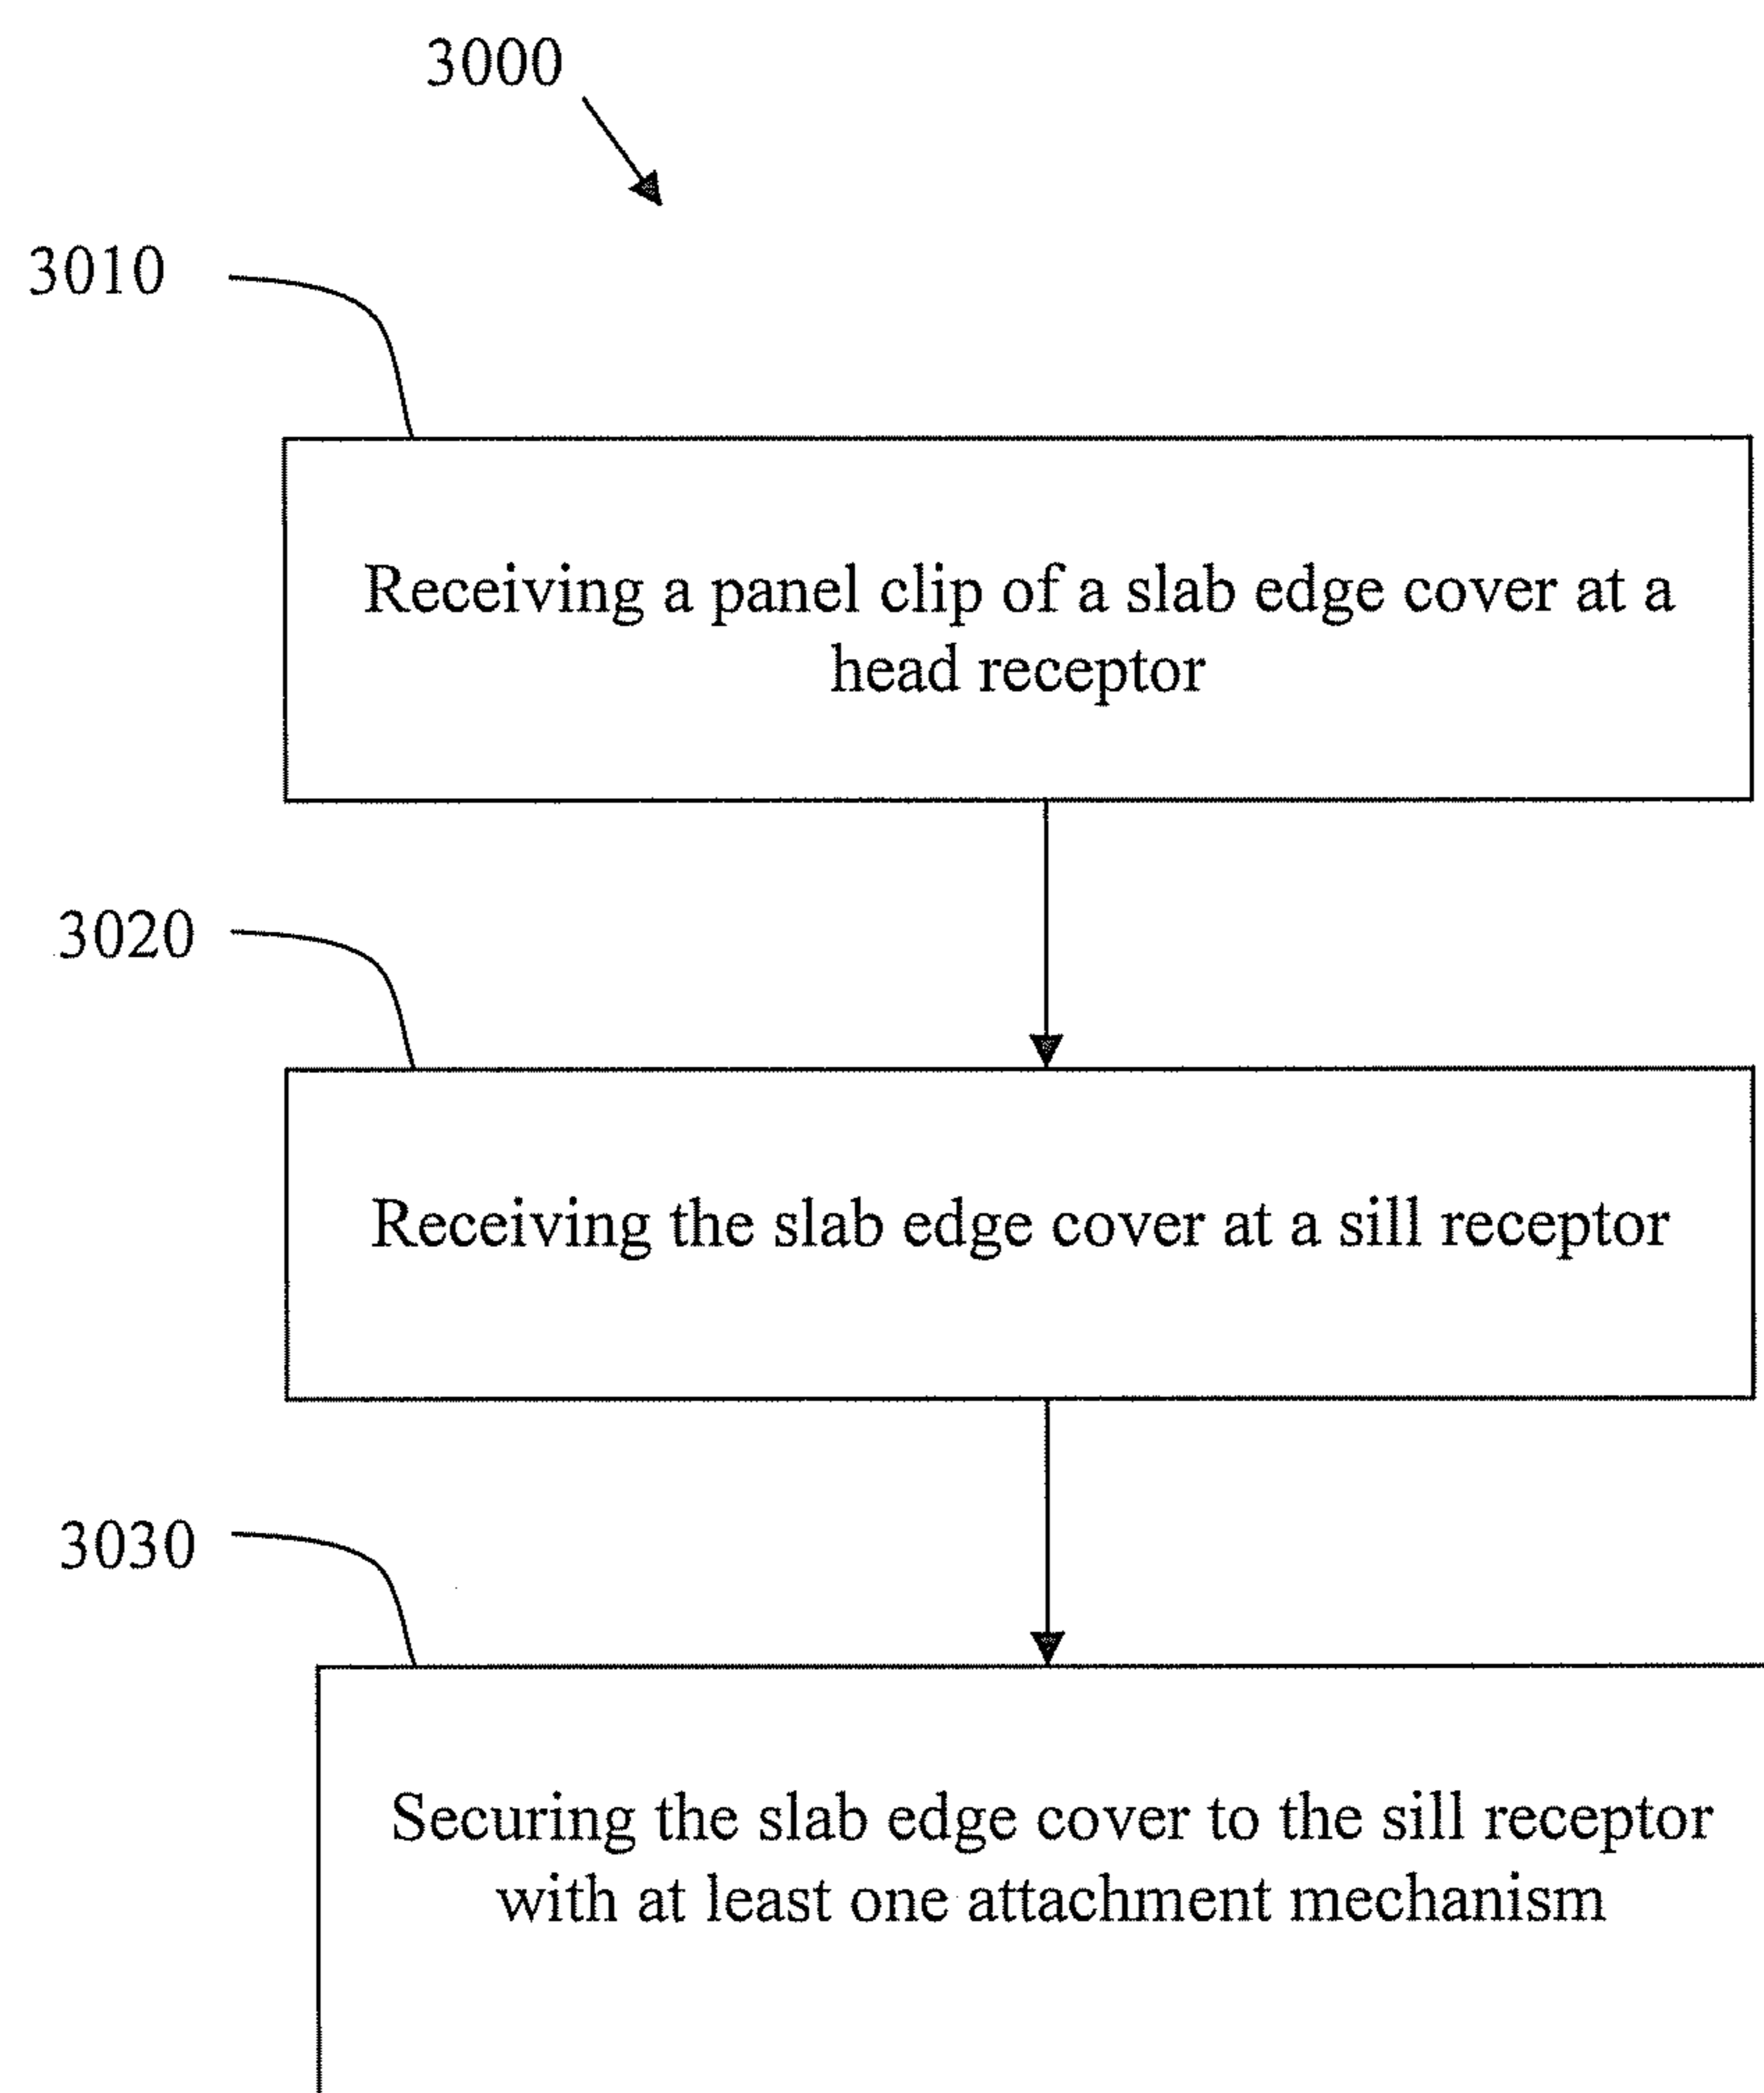 3000
3010
Receiving a panel clip of a slab edge cover at a
head receptor
3020
Receiving the slab edge cover at a sill receptor
3030
Securing the slab edge cover to the sill receptor
with at least one attachment mechanism